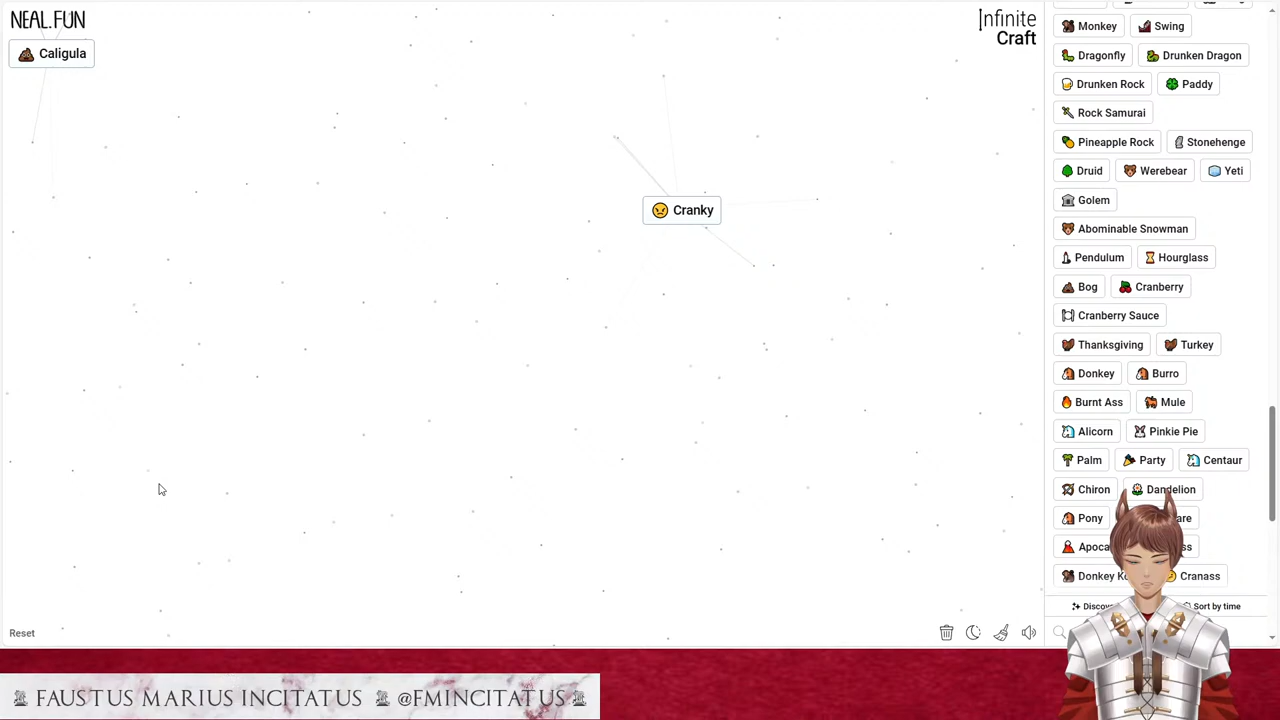 NEAL.FUN
Infinite
Craft
Caligula
Cranky
Monkey Swing
Dragonfly Drunken Dragon
Drunken Rock Paddy
Rock Samurai
Pineapple Rock Stonehenge
Druid Werebear Yeti
Golem
Abominable Snowman
Pendulum Hourglass
Bog Cranberry
Cranberry Sauce
Thanksgiving Turkey
Donkey Burro
Burnt Ass Mule
Alicorn Pinkie Pie
Palm Party Centaur
Chiron Dandelion
Pony
Cranass
Sort by time
Reset
FAUSTUS MARIUS INCITATUS @FMINCITATUS